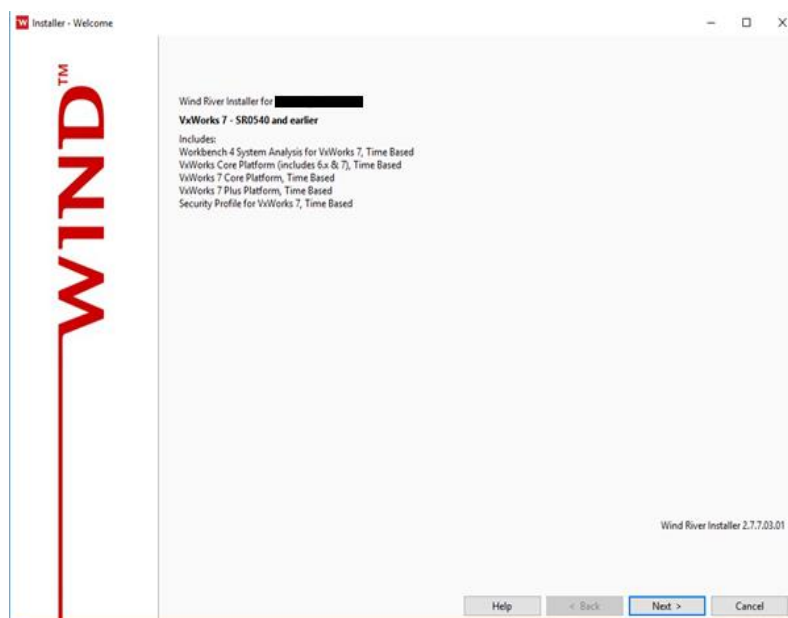 Installer - Welcome
WIND™
Wind River Installer for
VxWorks 7 - SR0540 and earlier
Includes:
Workbench 4 System Analysis for VxWorks 7, Time Based
VxWorks Core Platform (includes 6.x & 7), Time Based
VxWorks 7 Core Platform, Time Based
VxWorks 7 Plus Platform, Time Based
Security Profile for VxWorks 7, Time Based
Wind River Installer 2.7.7.03.01
Help
< Back
Next >
Cancel